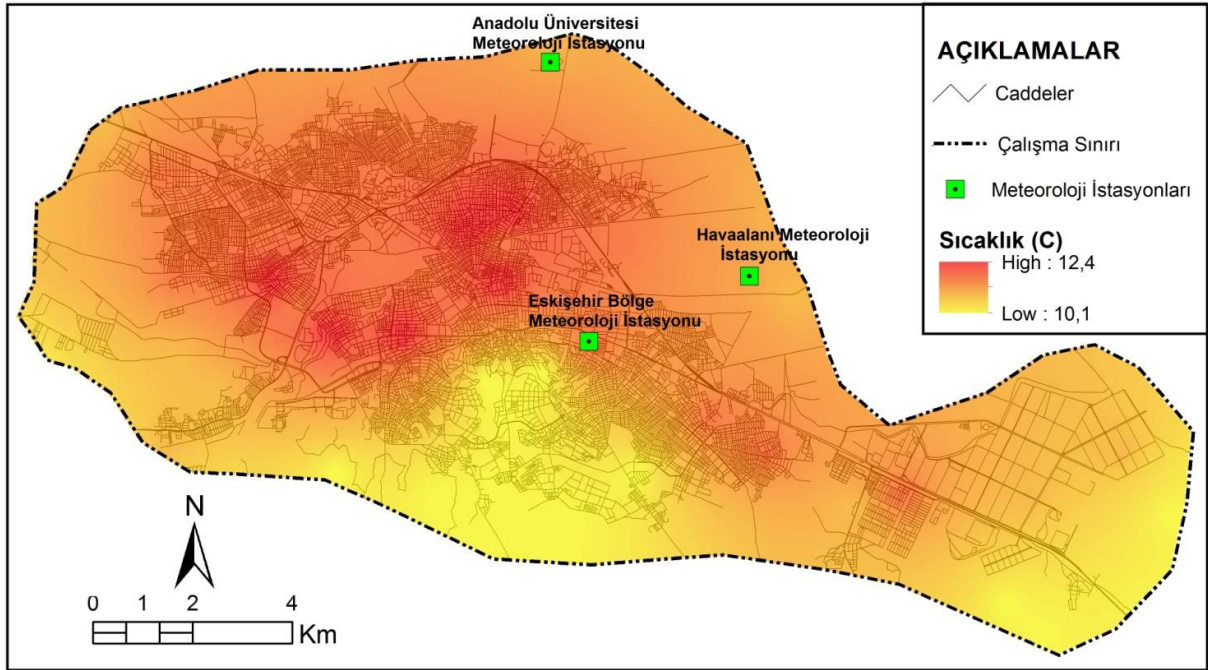 Anadolu Üniversitesi
Meteoroloji İstasyonu
AÇIKLAMALAR
Caddeler
Çalışma Sınırı
Meteoroloji İstasyonları
Sıcaklık (C)
High : 12,4
Low : 10,1
Havaalanı Meteoroloji
İstasyonu
Eskişehir Bölge
Meteoroloji İstasyonu
N
0 1 2 4
Km